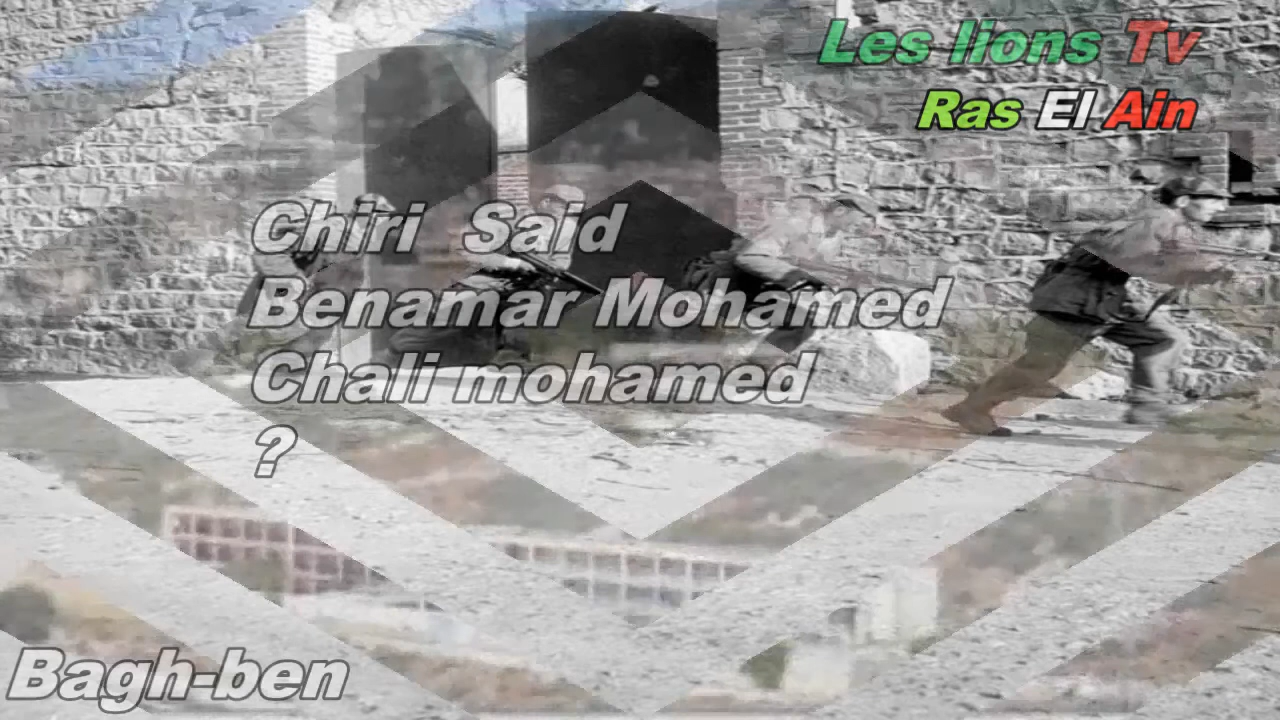 Les lions Tv
Ras El Ain
Chiri Said
Benamar Mohamed
Chali mohamed
?
Bagh-ben